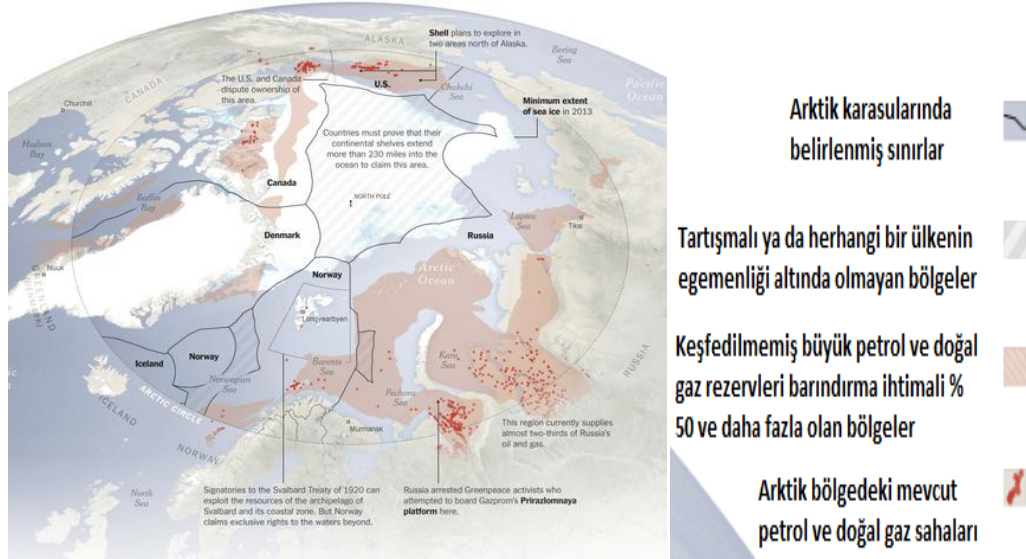 ALASKA
Shell plans to explore in
two areas north of Alaska.
Bering
Sea
CANADA
The U.S. and Canada
dispute ownership of
this area.
U.S.
Chukchi
Sea
Pacific
Ocean
Churchill
Minimum extent
of sea ice in 2013
Hudson
Bay
Countries must prove that their
continental shelves extend
more than 230 miles into the
ocean to claim this area.
Canada
NORTH POLE
Baffin
Bay
Laptev
Sea
Tiksi
Denmark
Russia
Nuuk
GREENLAND
Norway
Arctic
Ocean
Longyearbyen
Iceland
Norway
Barents
Sea
Kara
Sea
RUSSIA
Norwegian
Sea
Pechora
Sea
ARCTIC CIRCLE
ICELAND
This region currently supplies
almost two-thirds of Russia's
oil and gas.
Murmansk
NORWAY
North
Sea
Signatories to the Svalbard Treaty of 1920 can
exploit the resources of the archipelago of
Svalbard and its coastal zone. But Norway
claims exclusive rights to the waters beyond.
Russia arrested Greenpeace activists who
attempted to board Gazprom's Prirazlomnaya
platform here.
Arktik karasularında
belirlenmiş sınırlar
Tartışmalı ya da herhangi bir ülkenin
egemenliği altında olmayan bölgeler
Keşfedilmemiş büyük petrol ve doğal
gaz rezervleri barındırma ihtimali %
50 ve daha fazla olan bölgeler
Arktik bölgedeki mevcut
petrol ve doğal gaz sahaları